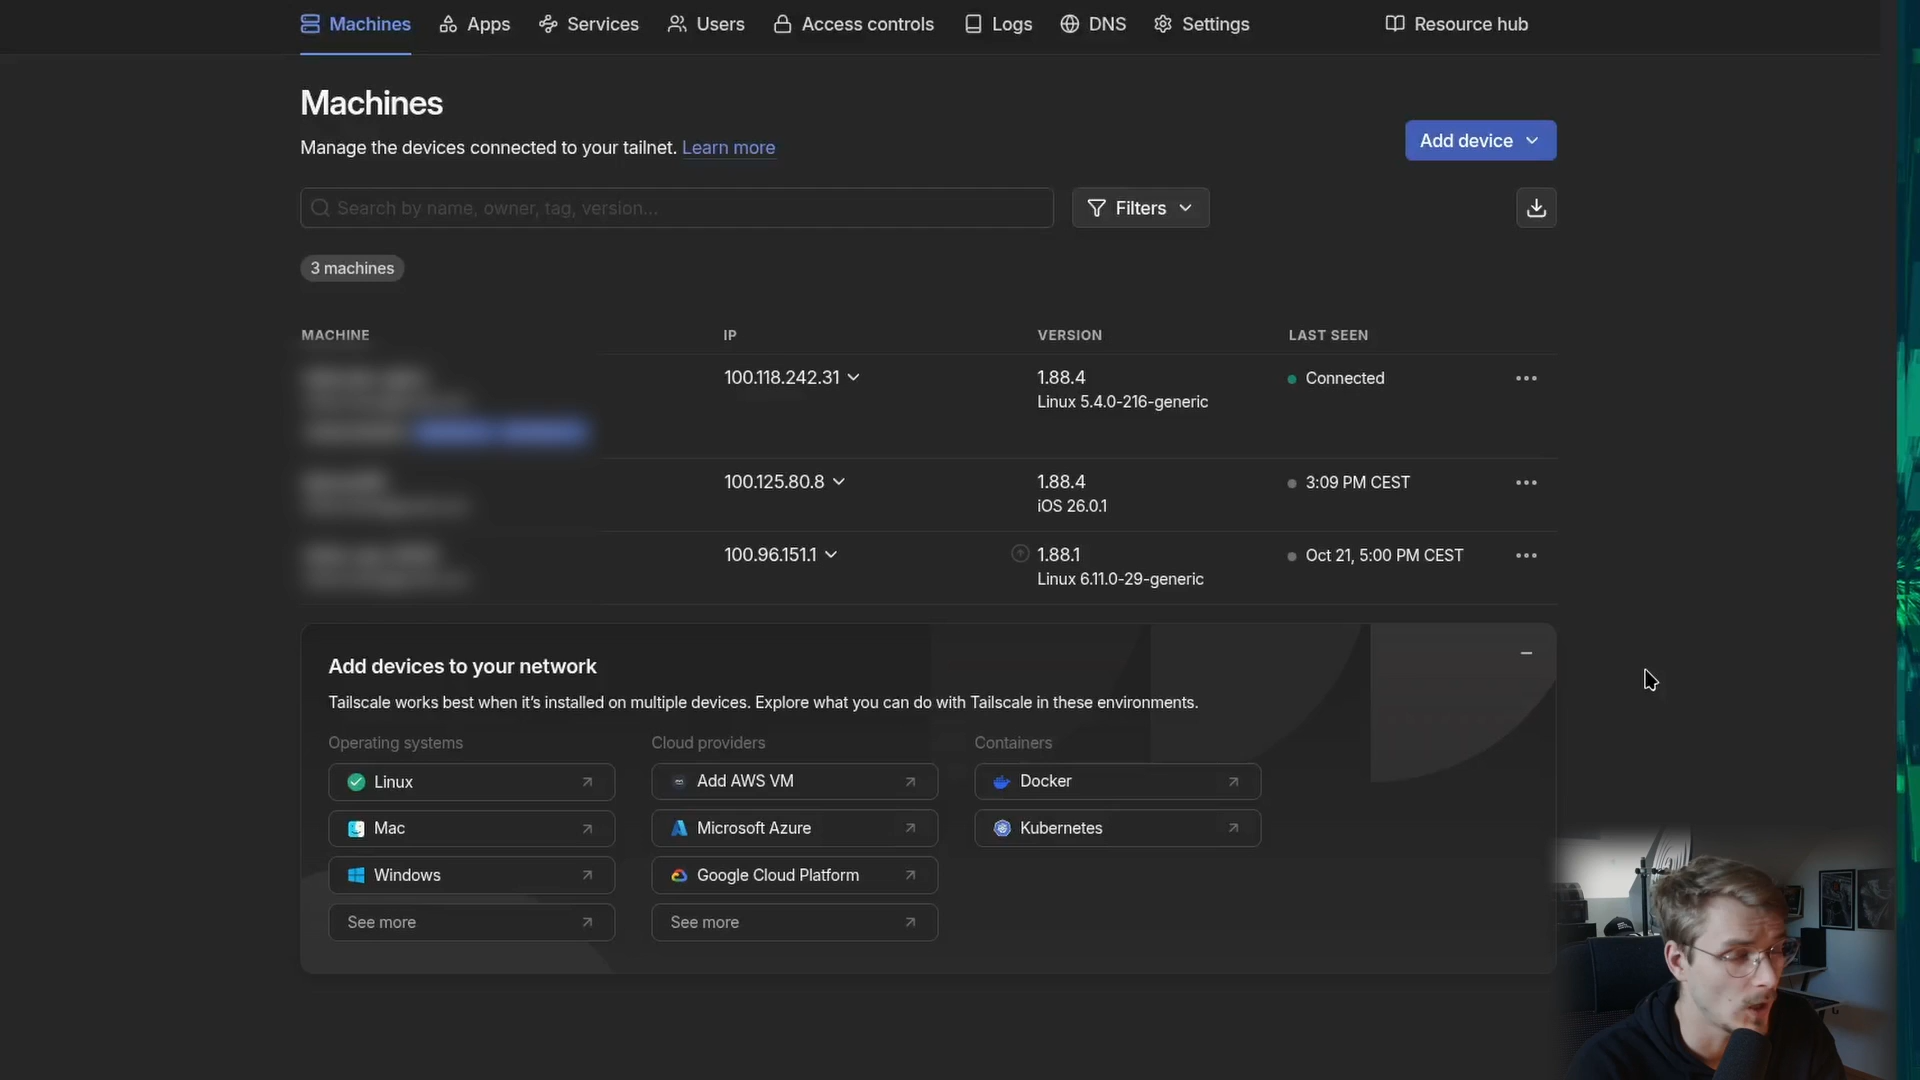 Machines Apps Services Users Access controls Logs DNS Settings Resource hub
Machines
Manage the devices connected to your tailnet. Learn more
Add device
Search by name, owner, tag, version...
Filters
3 machines
MACHINE IP VERSION LAST SEEN
100.118.242.31 1.88.4 Connected
Linux 5.4.0-216-generic
100.125.80.8 1.88.4 3:09 PM CEST
iOS 26.0.1
100.96.151.1 1.88.1 Oct 21, 5:00 PM CEST
Linux 6.11.0-29-generic
Add devices to your network
Tailscale works best when it’s installed on multiple devices. Explore what you can do with Tailscale in these environments.
Operating systems Cloud providers Containers
Linux Add AWS VM Docker
Mac Microsoft Azure Kubernetes
Windows Google Cloud Platform
See more See more